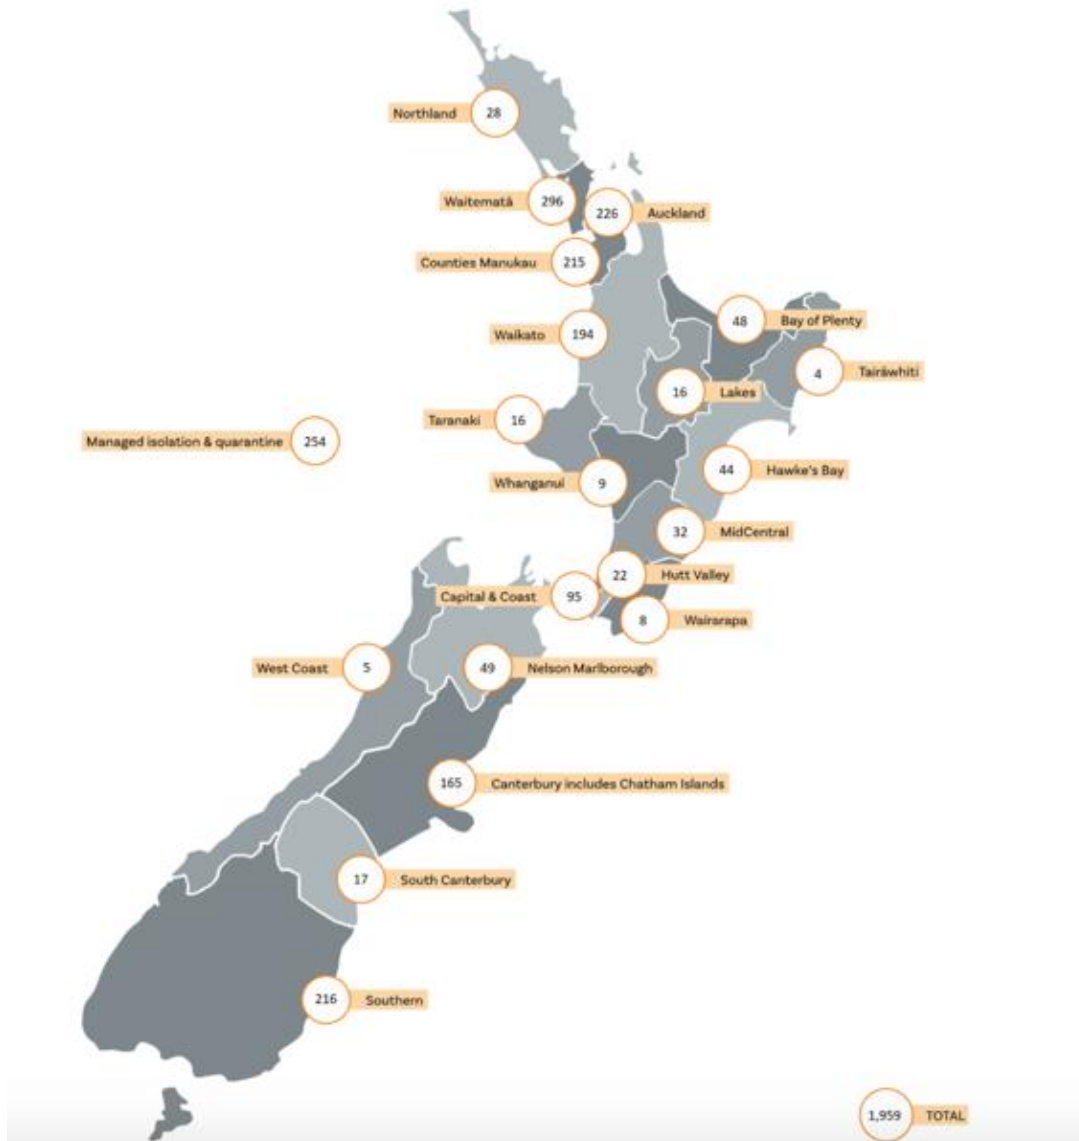 Northland 28
Waitematā 296
226 Auckland
Counties Manukau 215
Waikato 194
48 Bay of Plenty
4 Tairāwhiti
16 Lakes
Taranaki 16
Managed isolation & quarantine 254
44 Hawke's Bay
Whanganui 9
32 MidCentral
22 Hutt Valley
Capital & Coast 95
8 Wairarapa
West Coast 5
49 Nelson Marlborough
165 Canterbury includes Chatham Islands
17 South Canterbury
216 Southern
1,959 TOTAL